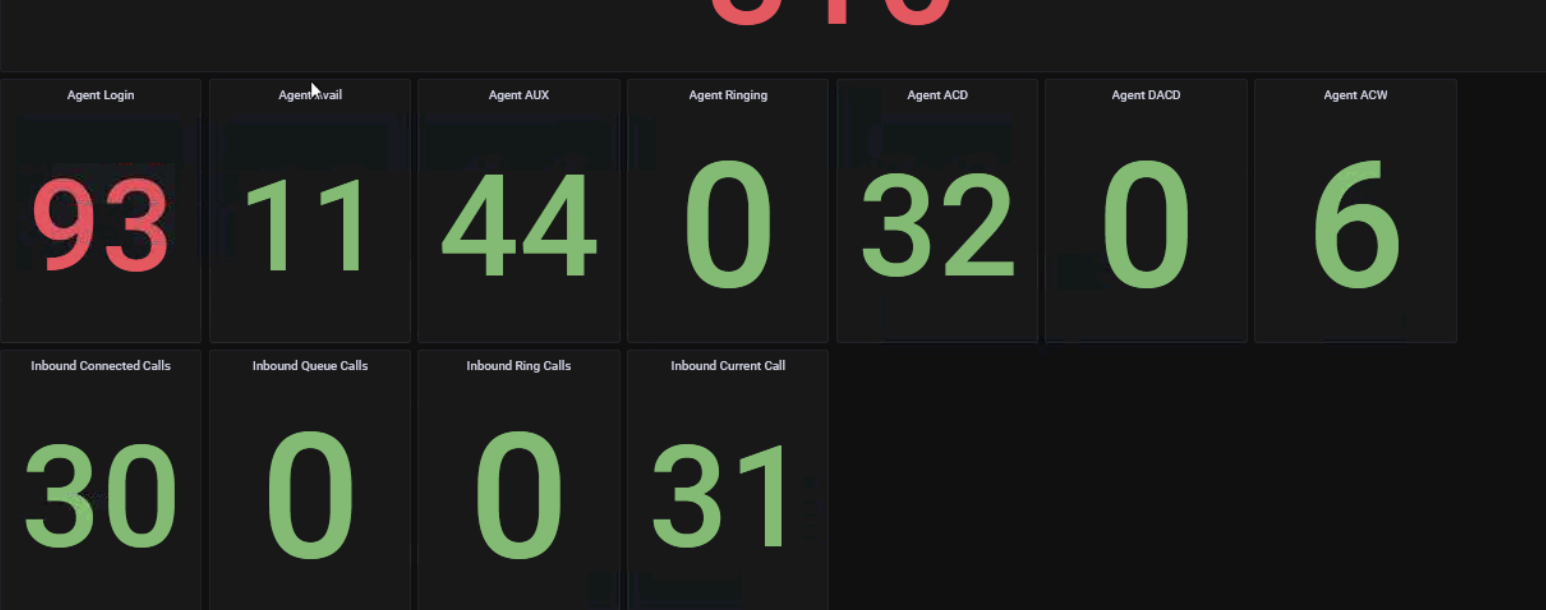 Agent Login
Agent Avail
Agent AUX
Agent Ringing
Agent ACD
Agent DACD
Agent ACW
93
11
44
0
32
0
6
Inbound Connected Calls
Inbound Queue Calls
Inbound Ring Calls
Inbound Current Call
30
0
0
31